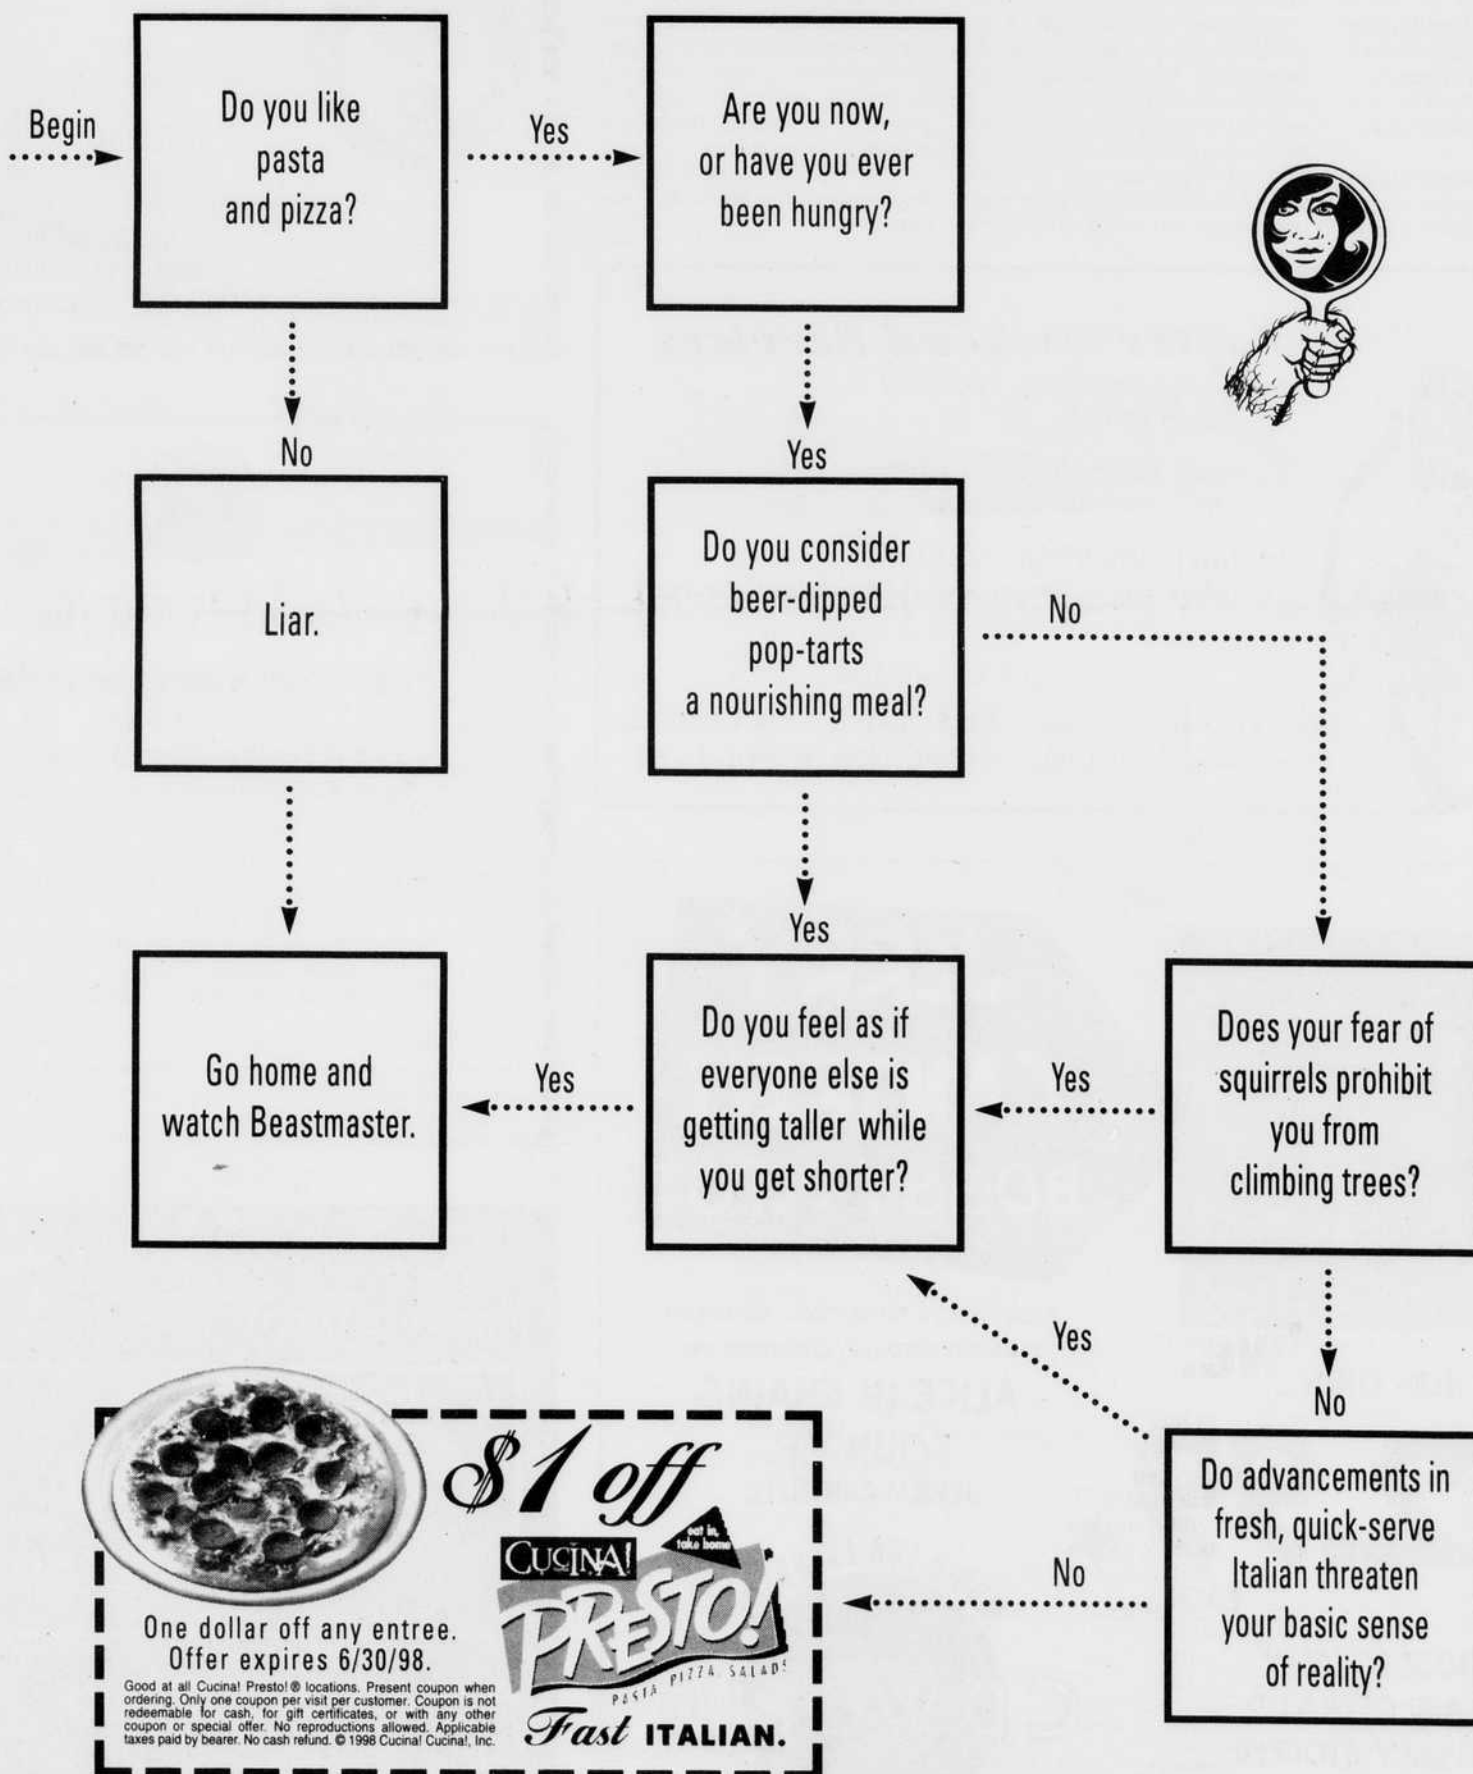 Begin
Do you like
pasta
and pizza?
Yes
Are you now,
or have you ever
been hungry?
No
Yes
Liar.
Do you consider
beer-dipped
pop-tarts
a nourishing meal?
No
Yes
Go home and
watch Beastmaster.
Yes
Do you feel as if
everyone else is
getting taller while
you get shorter?
Yes
Does your fear of
squirrels prohibit
you from
climbing trees?
Yes
No
Do advancements in
fresh, quick-serve
Italian threaten
your basic sense
of reality?
No
$1 off
eat in,
take home
CUCINA!
PRESTO!
PASTA PIZZA SALADS
Fast ITALIAN.
One dollar off any entree.
Offer expires 6/30/98.
Good at all Cucina! Presto!® locations. Present coupon when
ordering. Only one coupon per visit per customer. Coupon is not
redeemable for cash, for gift certificates, or with any other
coupon or special offer. No reproductions allowed. Applicable
taxes paid by bearer. No cash refund. © 1998 Cucina! Cucina!, Inc.